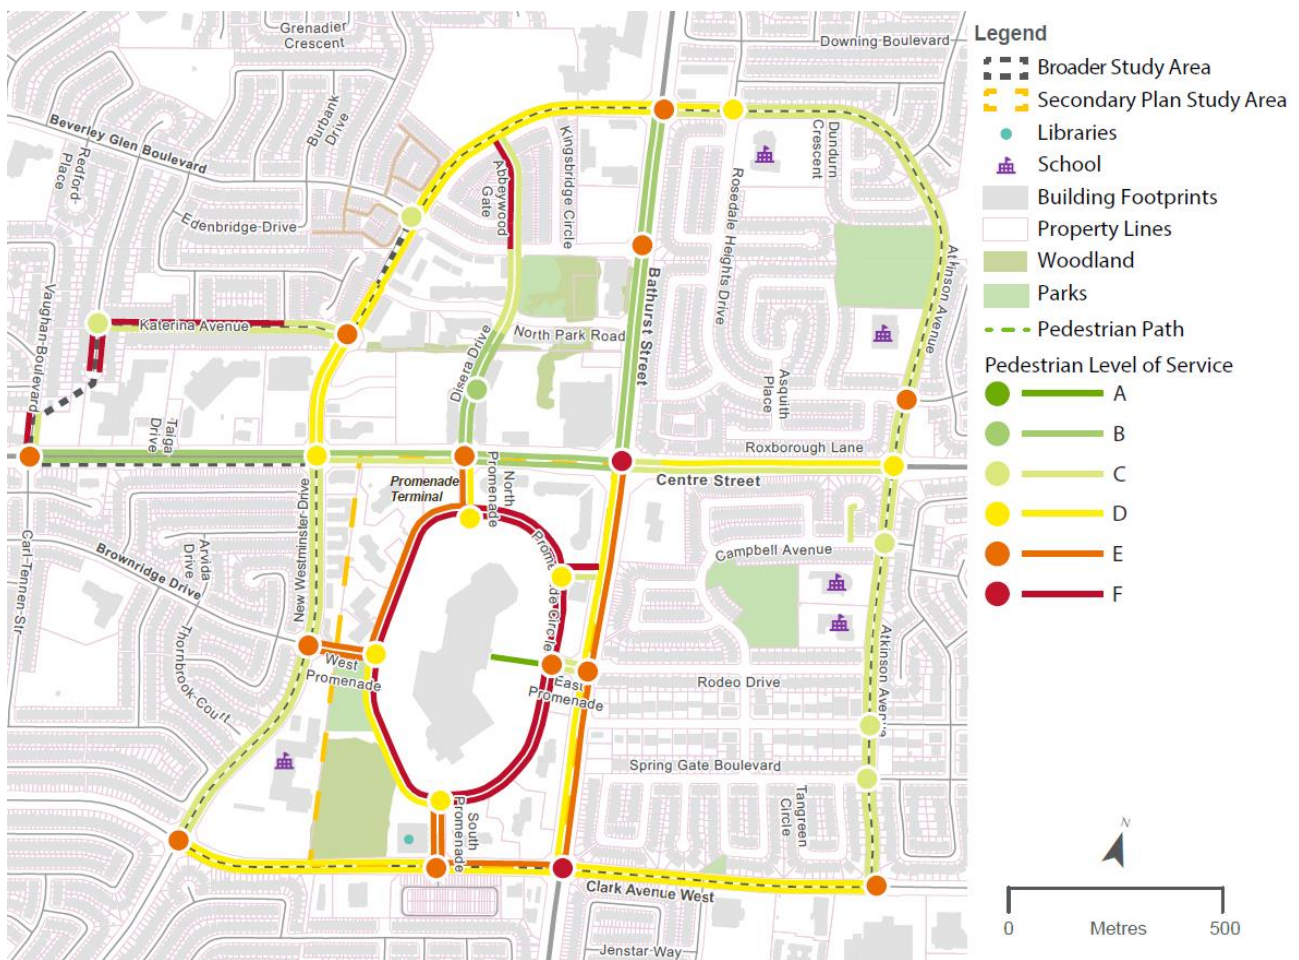 Grenadier
Crescent
Downing Boulevard
Legend
Broader Study Area
Secondary Plan Study Area
Libraries
School
Building Footprints
Property Lines
Woodland
Parks
Pedestrian Path
Pedestrian Level of Service
A
B
C
D
E
F
Beverley Glen Boulevard
Burbank
Drive
Redford
Place
Edenbridge Drive
Abbeywood
Gate
Kingsbridge Circle
Dundurn
Crescent
Rosedale Heights Drive
Atkinson Avenue
Vaughan Boulevard
Katerina Avenue
Bathurst Street
North Park Road
Disera Drive
Asquith
Place
Taiga
Drive
Roxborough Lane
Promenade
Terminal
North
Promenade
Centre Street
New Westminster Drive
Carl Tennen Str
Brownridge Drive
Arvida
Drive
Promenade Circle
Campbell Avenue
Thornbrook Court
West
Promenade
East
Promenade
Rodeo Drive
Atkinson Avenue
Spring Gate Boulevard
Tangreen
Circle
South
Promenade
Clark Avenue West
Jenstar Way
N
0 Metres 500